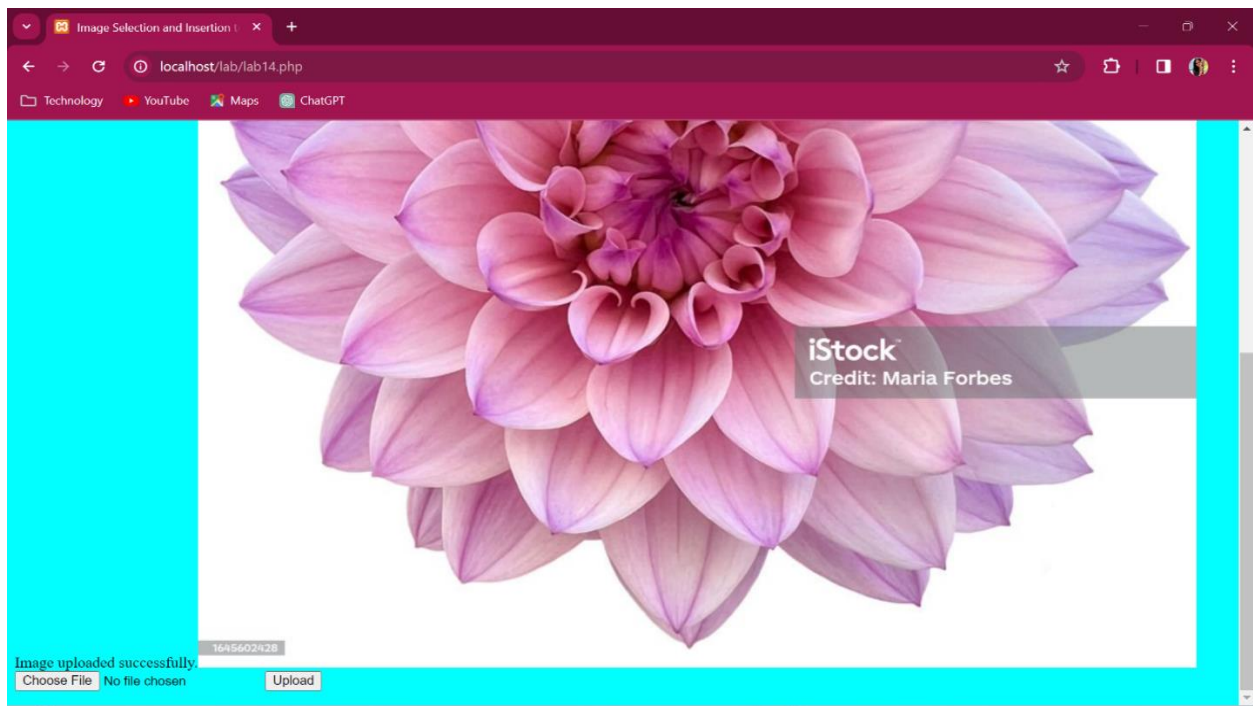 Image Selection and Insertion t
localhost/lab/lab14.php
Technology YouTube Maps ChatGPT
iStock™
Credit: Maria Forbes
1645602428
Image uploaded successfully.
Choose File No file chosen Upload